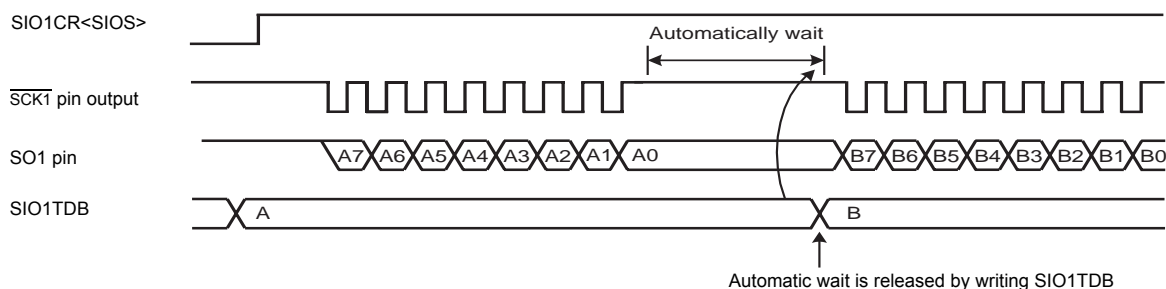 SIO1CR<SIOS>
Automatically wait
SCK1 pin output
SO1 pin
A7 A6 A5 A4 A3 A2 A1 A0 B7 B6 B5 B4 B3 B2 B1 B0
SIO1TDB
A B
Automatic wait is released by writing SIO1TDB